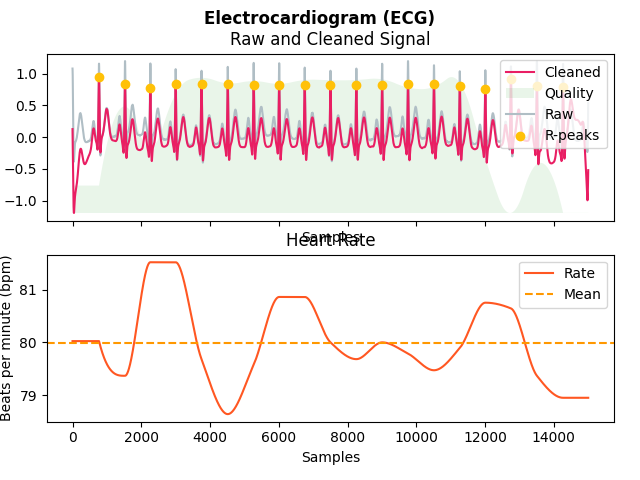 Electrocardiogram (ECG)
Raw and Cleaned Signal
1.0
0.5
0.0
−0.5
−1.0
Cleaned
Quality
Raw
R-peaks
Samples
Heart Rate
Beats per minute (bpm)
81
80
79
Rate
Mean
0 2000 4000 6000 8000 10000 12000 14000
Samples